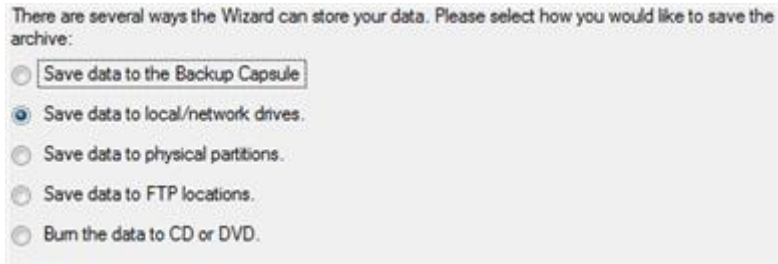 There are several ways the Wizard can store your data. Please select how you would like to save the
archive:
Save data to the Backup Capsule
Save data to local/network drives.
Save data to physical partitions.
Save data to FTP locations.
Burn the data to CD or DVD.